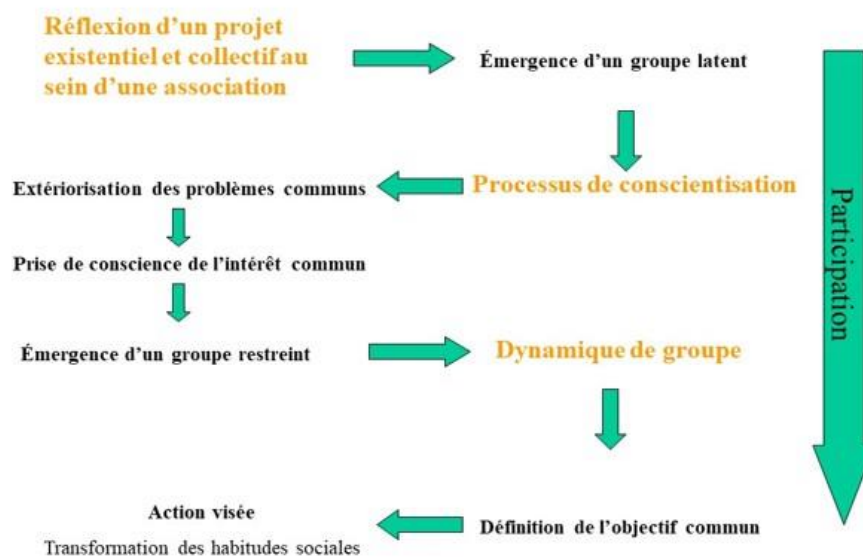 Réflexion d'un projet
existentiel et collectif au
sein d'une association
Émergence d'un groupe latent
Processus de conscientisation
Extériorisation des problèmes communs
Prise de conscience de l'intérêt commun
Émergence d'un groupe restreint
Dynamique de groupe
Définition de l'objectif commun
Action visée
Transformation des habitudes sociales
Participation